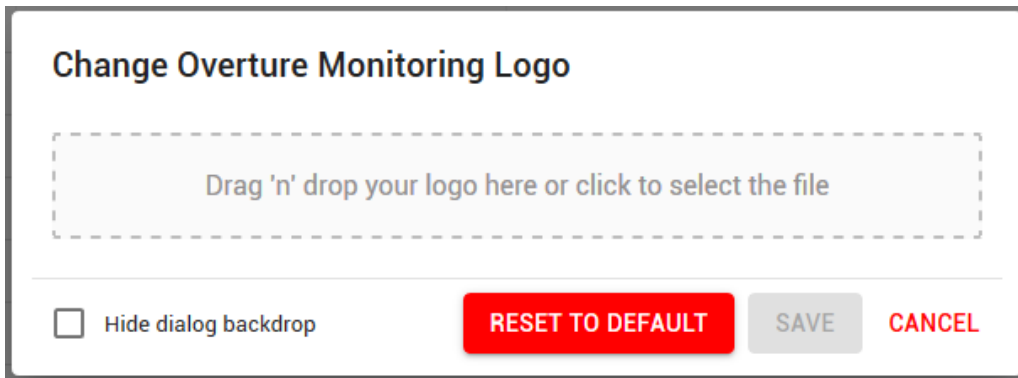 Change Overture Monitoring Logo
Drag 'n' drop your logo here or click to select the file
Hide dialog backdrop
RESET TO DEFAULT
SAVE
CANCEL